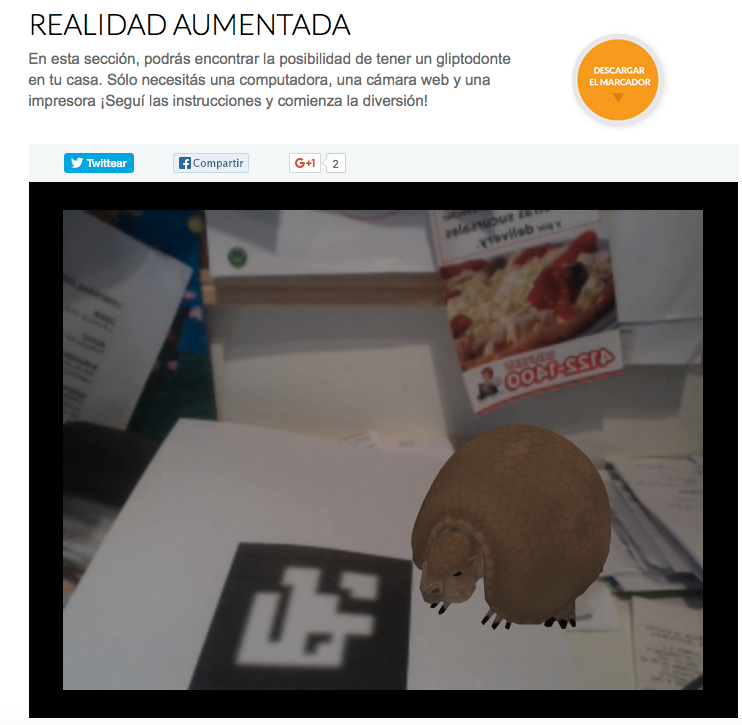 REALIDAD AUMENTADA
En esta sección, podrás encontrar la posibilidad de tener un gliptodonte
en tu casa. Sólo necesitás una computadora, una cámara web y una
impresora ¡Seguí las instrucciones y comienza la diversión!
DESCARGAR
EL MARCADOR
Twittear
Compartir
G+1
2
sucursales
y por delivery.
4122-1400